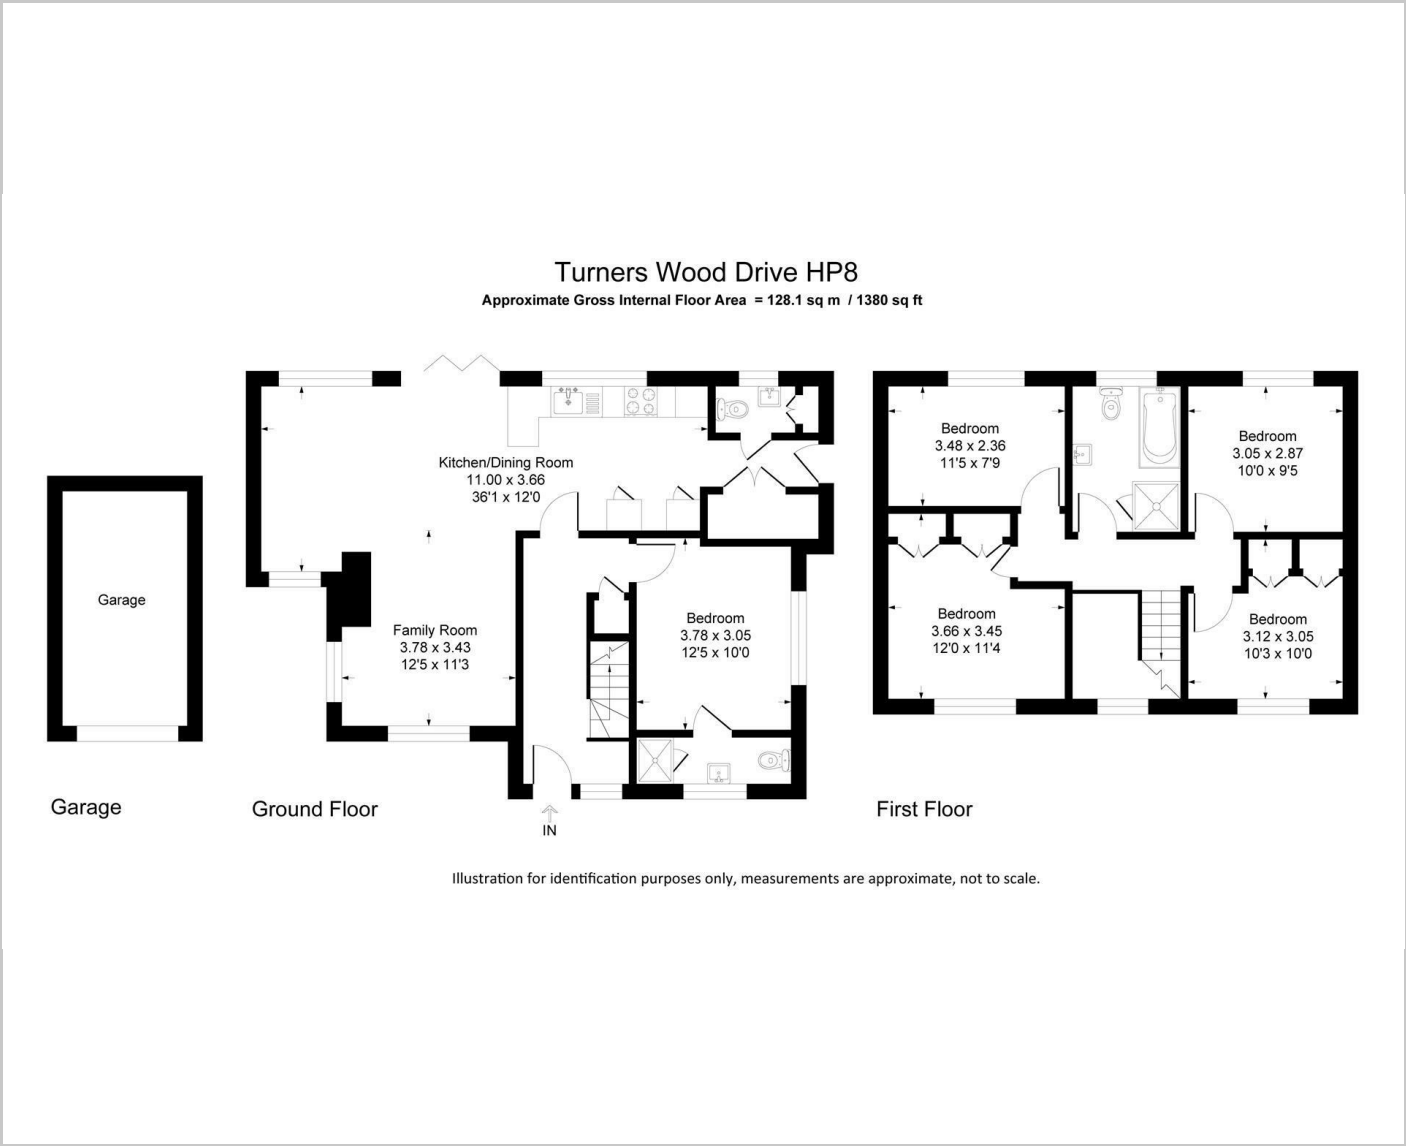 Turners Wood Drive HP8
Approximate Gross Internal Floor Area = 128.1 sq m / 1380 sq ft
Garage
Garage
Kitchen/Dining Room
11.00 x 3.66
36'1 x 12'0
Family Room
3.78 x 3.43
12'5 x 11'3
Bedroom
3.78 x 3.05
12'5 x 10'0
IN
Ground Floor
Bedroom
3.48 x 2.36
11'5 x 7'9
Bedroom
3.05 x 2.87
10'0 x 9'5
Bedroom
3.66 x 3.45
12'0 x 11'4
Bedroom
3.12 x 3.05
10'3 x 10'0
First Floor
Illustration for identification purposes only, measurements are approximate, not to scale.